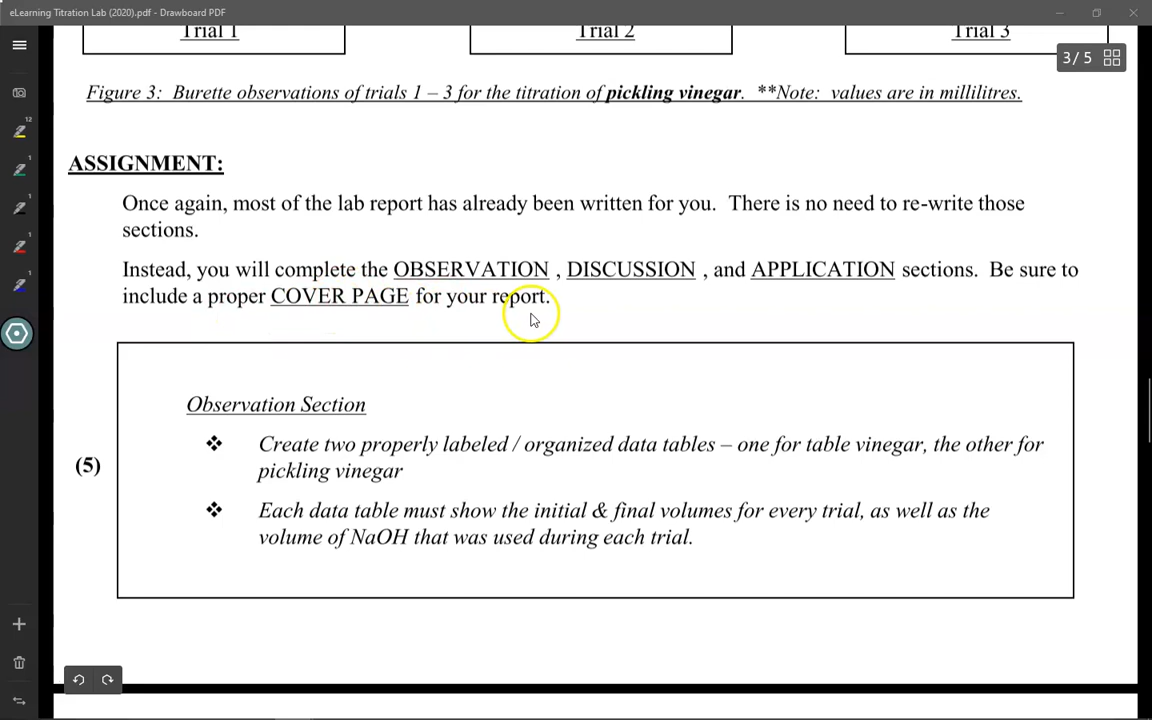 eLearning Titration Lab (2020).pdf - Drawboard PDF
Trial 1 Trial 2 Trial 3
3 / 5
Figure 3: Burette observations of trials 1 – 3 for the titration of pickling vinegar. **Note: values are in millilitres.
12
ASSIGNMENT:
1
Once again, most of the lab report has already been written for you. There is no need to re-write those
1
sections.
1
Instead, you will complete the OBSERVATION , DISCUSSION , and APPLICATION sections. Be sure to
1
include a proper COVER PAGE for your report.
Observation Section
❖ Create two properly labeled / organized data tables – one for table vinegar, the other for
(5)
pickling vinegar
❖ Each data table must show the initial & final volumes for every trial, as well as the
volume of NaOH that was used during each trial.